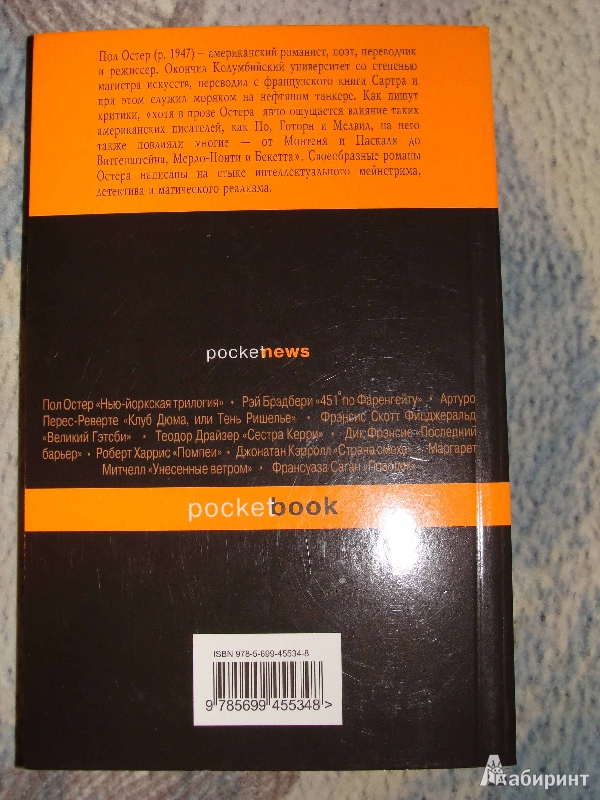 Пол Остер (р. 1947) – американский романист, поэт, переводчик
и режиссер. Окончил Колумбийский университет со степенью
магистра искусств, переводил с французского книги Сартра и
при этом служил моряком на нефтяном танкере. Как пишут
критики, «хотя в прозе Остера явно ощущается влияние таких
американских писателей, как По, Готорн и Мелвил, на него
также повлияли многие — от Монтеня и Паскаля до
Витгенштейна, Мерло-Понти и Бекетта». Своеобразные романы
Остера написаны на стыке интеллектуального мейнстрима,
детектива и магического реализма.
pocketnews
Пол Остер «Нью-йоркская трилогия» • Рэй Брэдбери «451° по Фаренгейту» • Артуро
Перес-Реверте «Клуб Дюма, или Тень Ришелье» • Фрэнсис Скотт Фицджеральд
«Великий Гэтсби» • Теодор Драйзер «Сестра Керри» • Дик Фрэнсис «Последний
барьер» • Роберт Харрис «Помпеи» • Джонатан Кэрролл «Страна смеха» • Маргарет
Митчелл «Унесенные ветром» • Франсуаза Саган
pocketbook
ISBN 978-5-699-45534-8
9 785699 455348 >
Лабиринт